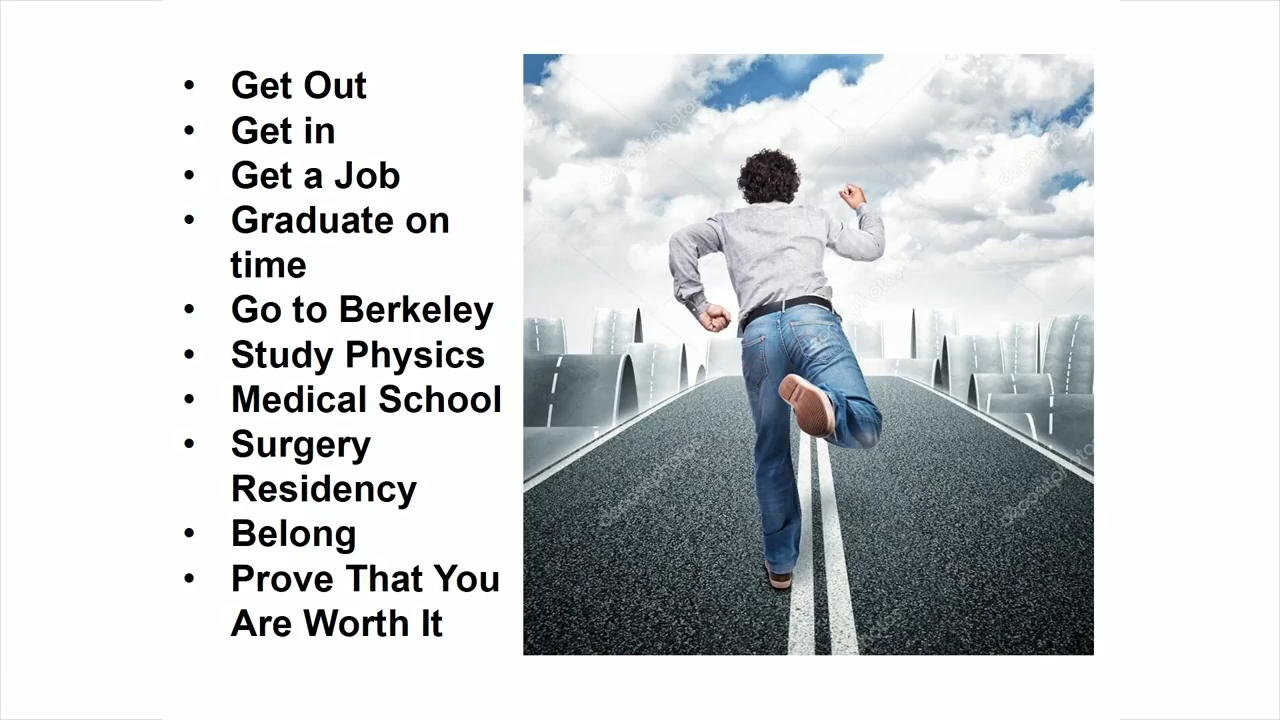 • Get Out
• Get in
• Get a Job
• Graduate on
time
• Go to Berkeley
• Study Physics
• Medical School
• Surgery
Residency
• Belong
• Prove That You
Are Worth It
depositphotos